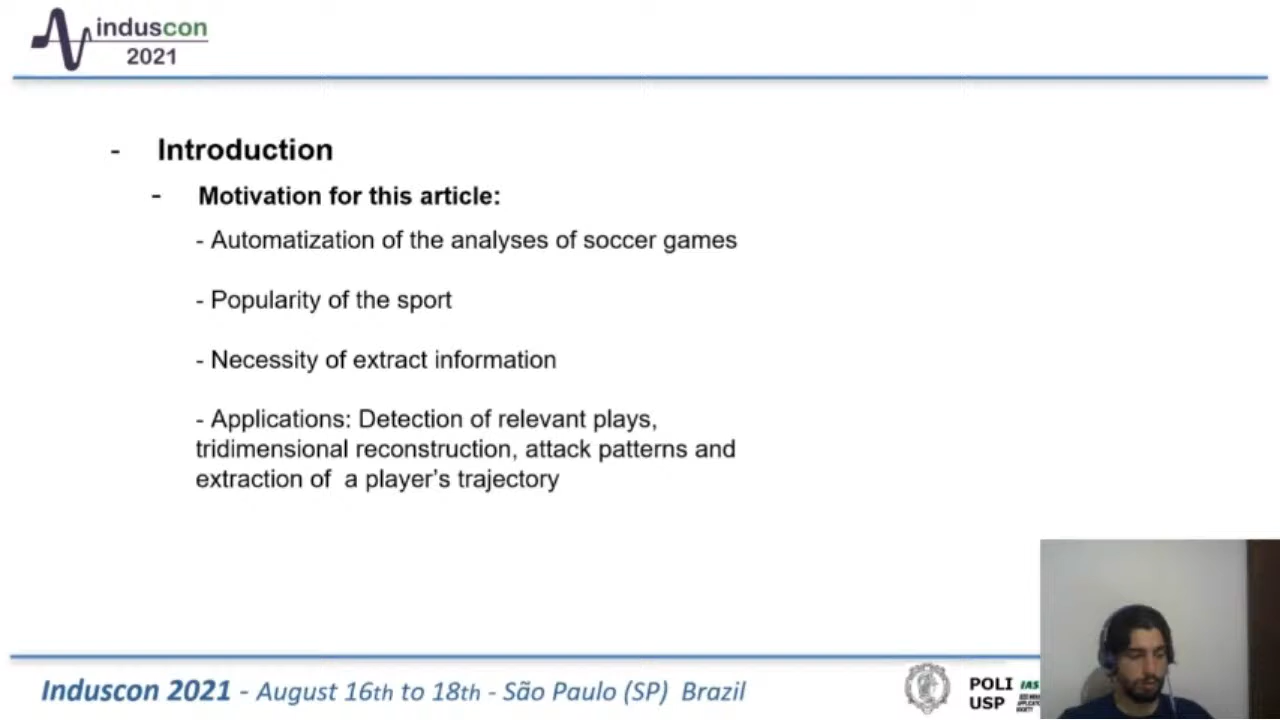 induscon
2021
- Introduction
- Motivation for this article:
- Automatization of the analyses of soccer games
- Popularity of the sport
- Necessity of extract information
- Applications: Detection of relevant plays,
tridimensional reconstruction, attack patterns and
extraction of a player's trajectory
Induscon 2021 - August 16th to 18th - São Paulo (SP) Brazil
POLI
USP
IAS